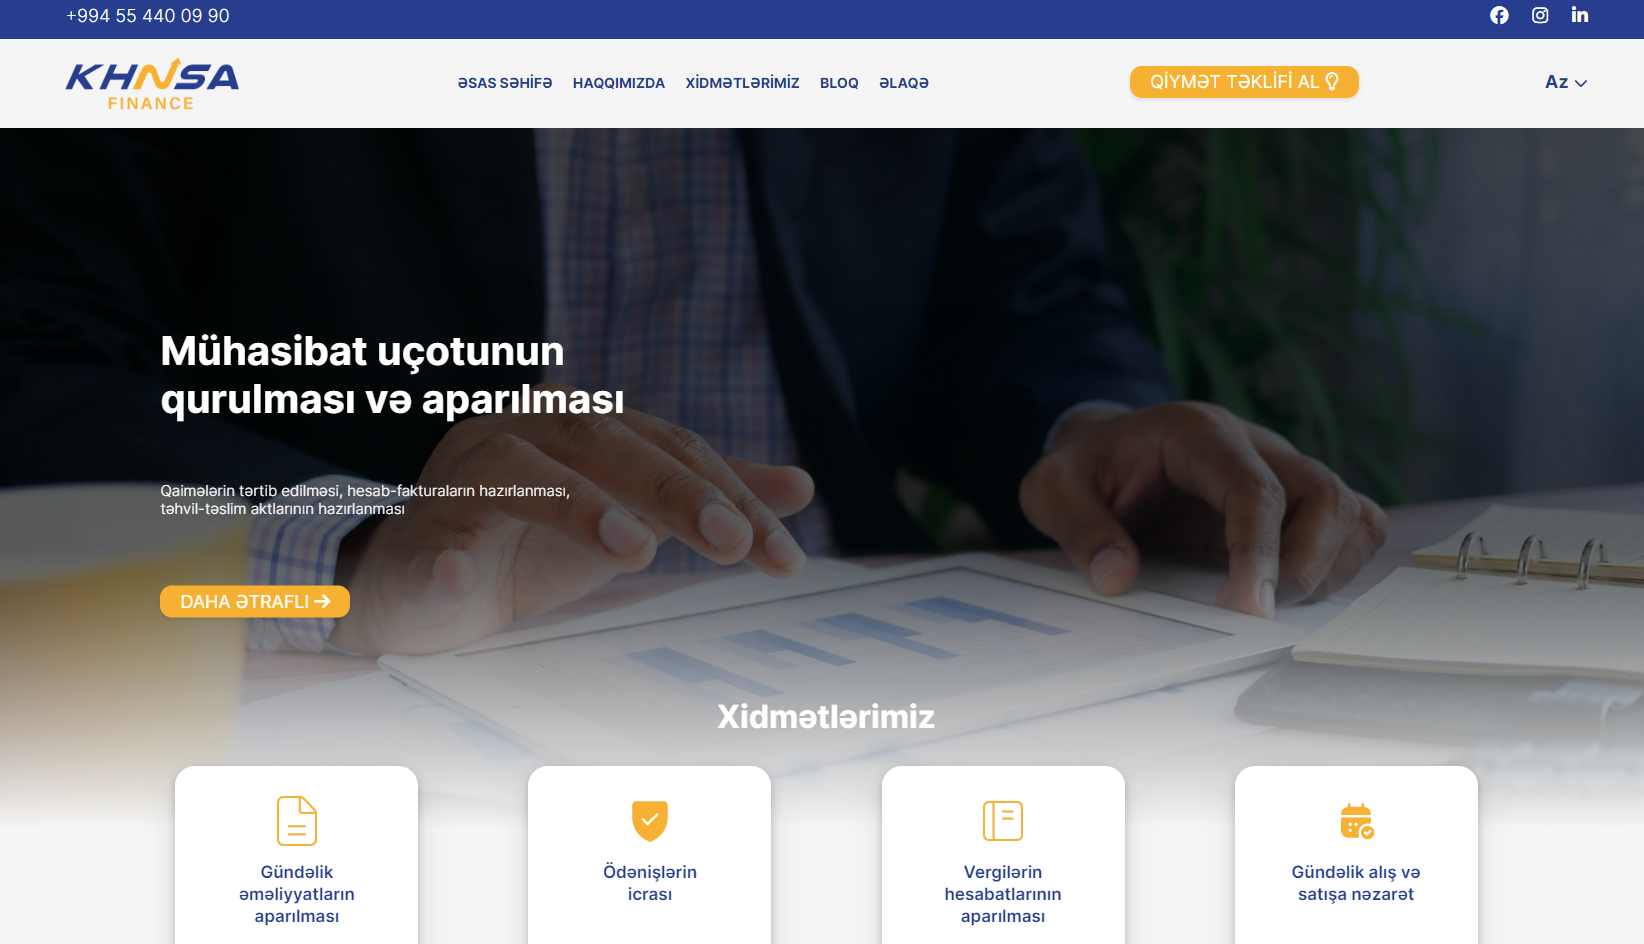 +994 55 440 09 90
KHNSA
FINANCE
ƏSAS SƏHİFƏ
HAQQIMIZDA
XİDMƏTLƏRİMİZ
BLOQ
ƏLAQƏ
QİYMƏT TƏKLİFİ AL
Az
Mühasibat uçotunun
qurulması və aparılması
Qaimələrin tərtib edilməsi, hesab-fakturaların hazırlanması,
təhvil-təslim aktlarının hazırlanması
DAHA ƏTRAFLI
Xidmətlərimiz
Gündəlik
əməliyyatların
aparılması
Ödənişlərin
icrası
Vergilərin
hesabatlarının
aparılması
Gündəlik alış və
satışa nəzarət